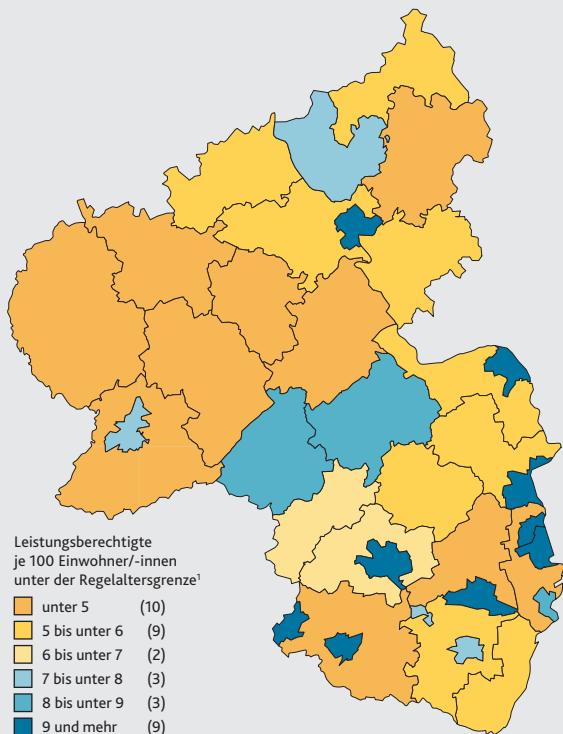 Leistungsberechtigte
je 100 Einwohner/-innen
unter der Regelaltersgrenze¹
unter 5 (10)
5 bis unter 6 (9)
6 bis unter 7 (2)
7 bis unter 8 (3)
8 bis unter 9 (3)
9 und mehr (9)